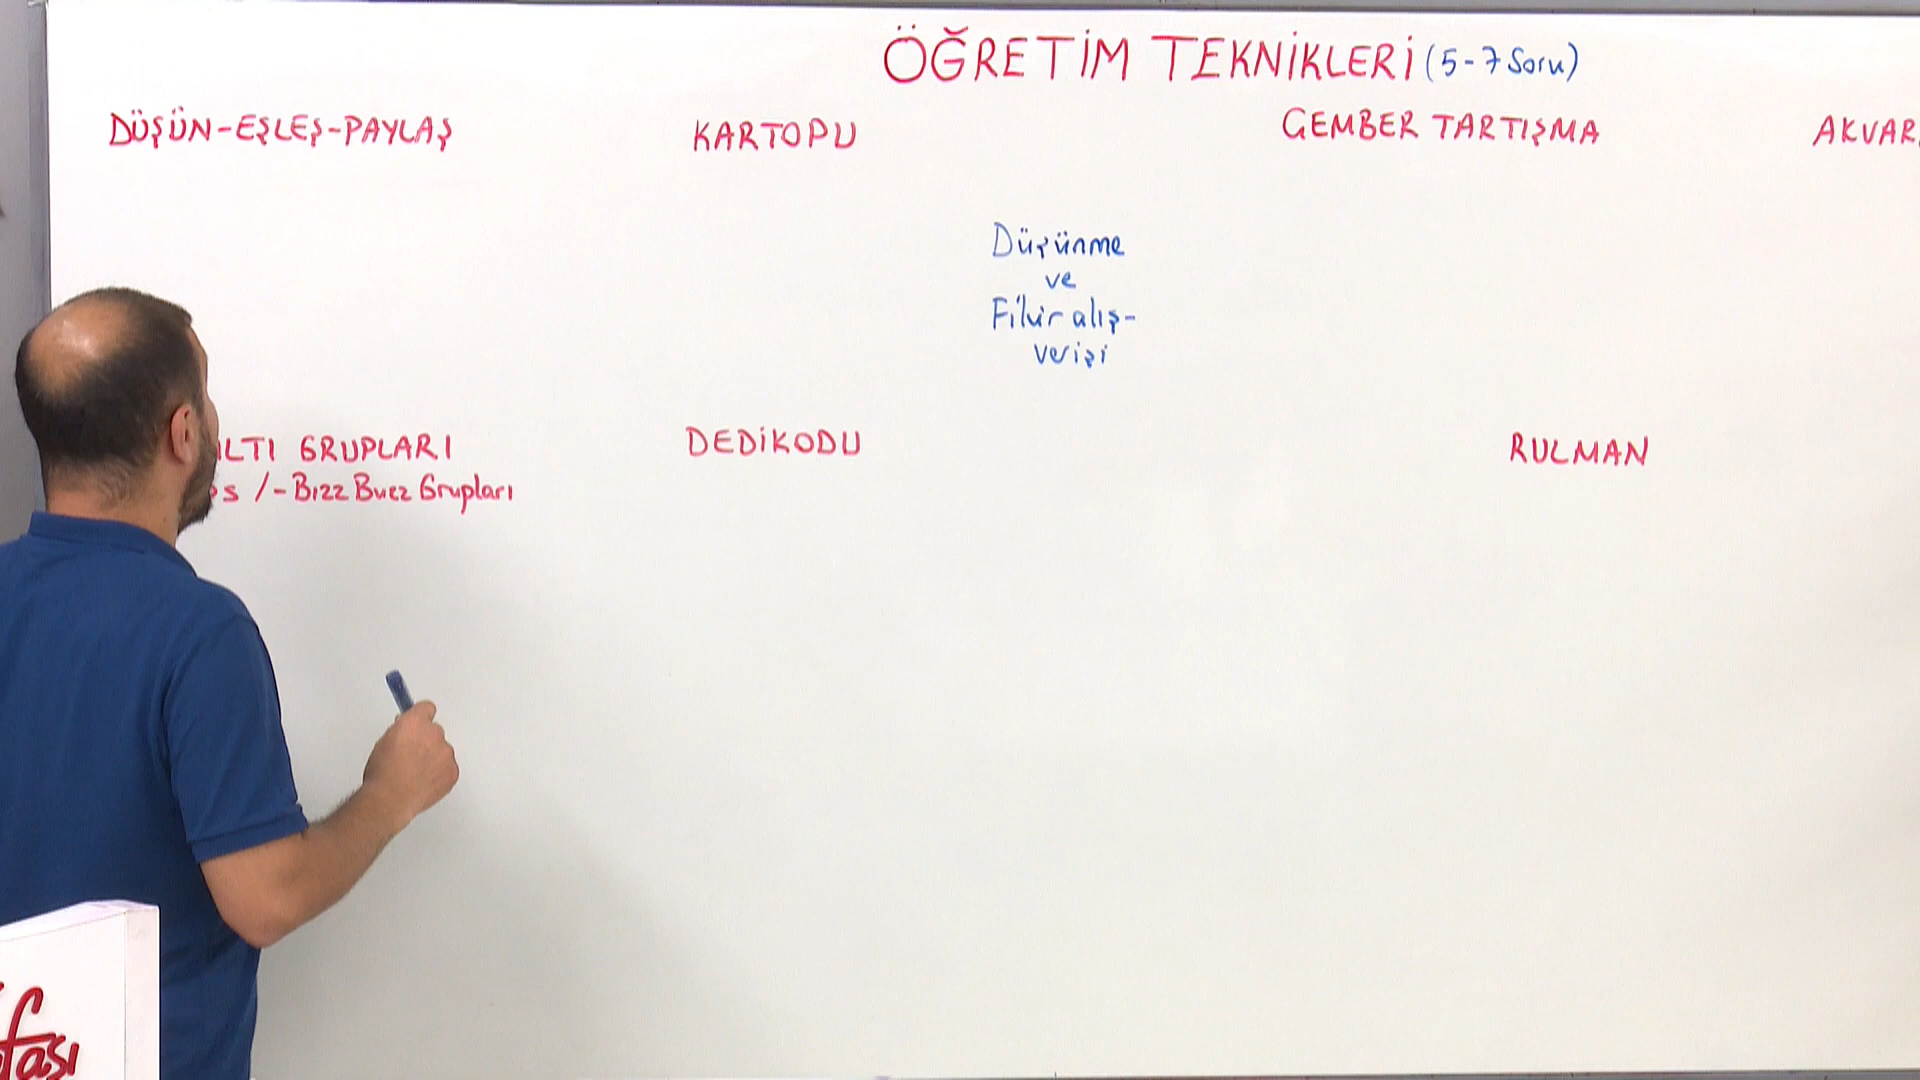 ÖĞRETİM TEKNİKLERİ (5-7 Soru)
DÜŞÜN-EŞLEŞ-PAYLAŞ
KARTOPU
ÇEMBER TARTIŞMA
AKVAR
Düşünme
ve
Fikir alış-
verişi
ILTI GRUPLARI
/-Bızz Buzz Grupları
DEDİKODU
RULMAN